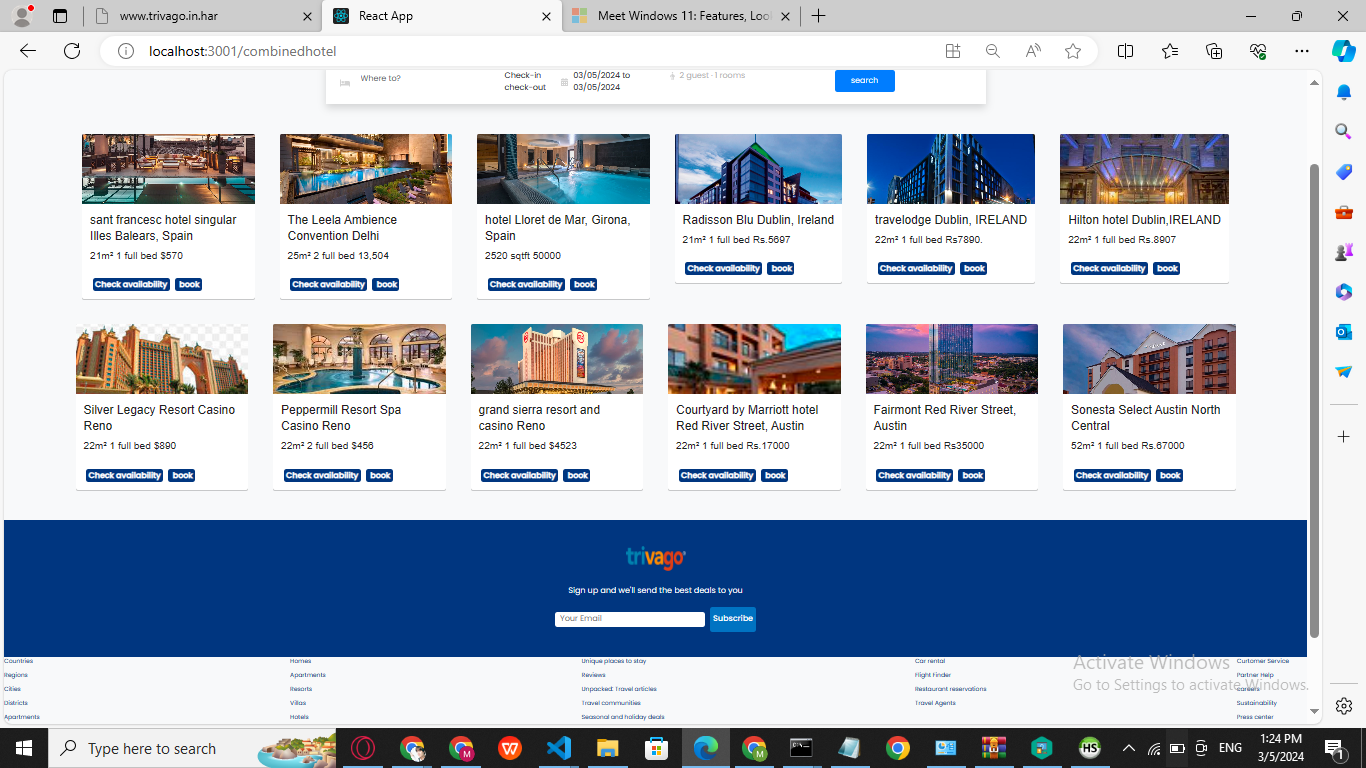 www.trivago.in.har
React App
Meet Windows 11: Features, Lool
localhost:3001/combinedhotel
Where to?
Check-in
check-out
03/05/2024 to
03/05/2024
2 guest · 1 rooms
search
sant francesc hotel singular
Illes Balears, Spain
21m² 1 full bed $570
Check availability book
The Leela Ambience
Convention Delhi
25m² 2 full bed 13,504
Check availability book
hotel Lloret de Mar, Girona,
Spain
2520 sqtft 50000
Check availability book
Radisson Blu Dublin, Ireland
21m² 1 full bed Rs.5697
Check availability book
travelodge Dublin, IRELAND
22m² 1 full bed Rs7890.
Check availability book
Hilton hotel Dublin,IRELAND
22m² 1 full bed Rs.8907
Check availability book
Silver Legacy Resort Casino
Reno
22m² 1 full bed $890
Check availability book
Peppermill Resort Spa
Casino Reno
22m² 2 full bed $456
Check availability book
grand sierra resort and
casino Reno
22m² 1 full bed $4523
Check availability book
Courtyard by Marriott hotel
Red River Street, Austin
22m² 1 full bed Rs.17000
Check availability book
Fairmont Red River Street,
Austin
22m² 1 full bed Rs35000
Check availability book
Sonesta Select Austin North
Central
52m² 1 full bed Rs.67000
Check availability book
trivago
Sign up and we'll send the best deals to you
Your Email
Subscribe
Countries
Regions
Cities
Districts
Apartments
Homes
Apartments
Resorts
Villas
Hotels
Unique places to stay
Reviews
Unpacked: Travel articles
Travel communities
Seasonal and holiday deals
Car rental
Flight Finder
Restaurant reservations
Travel Agents
Curtomer Service
Partner Help
careers
Sustainability
Press center
Activate Windows
Go to Settings to activate Windows.
Type here to search
HS
ENG
1:24 PM
3/5/2024
1